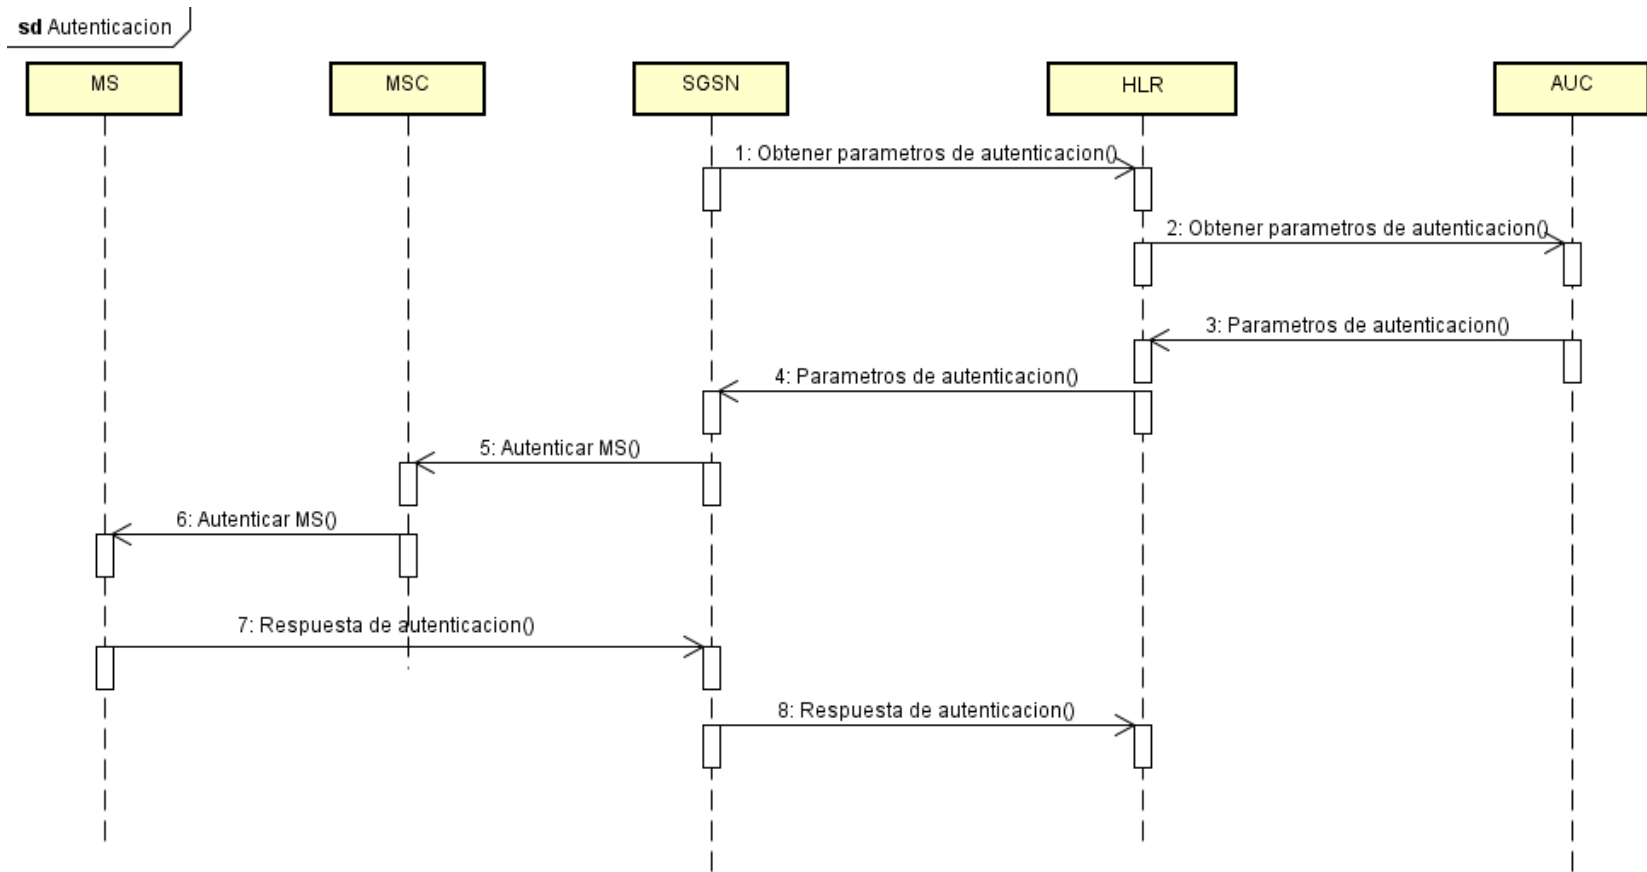 sd Autenticacion
MS
MSC
SGSN
HLR
AUC
1: Obtener parametros de autenticacion()
2: Obtener parametros de autenticacion()
3: Parametros de autenticacion()
4: Parametros de autenticacion()
5: Autenticar MS()
6: Autenticar MS()
7: Respuesta de autenticacion()
8: Respuesta de autenticacion()